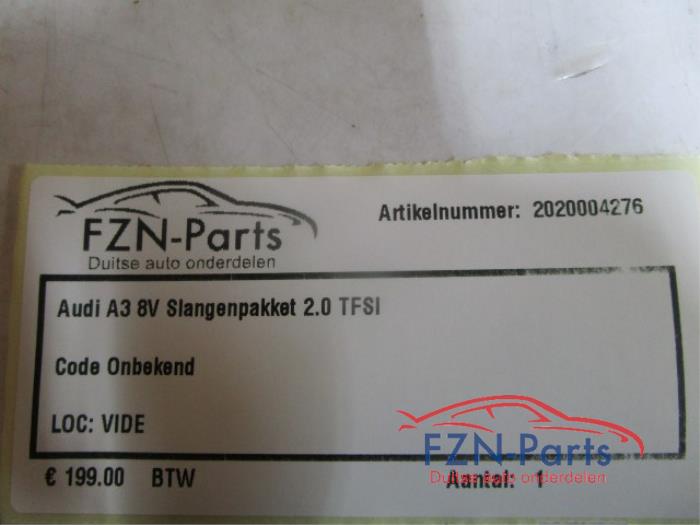 FZN-Parts
Duitse auto onderdelen
Artikelnummer: 2020004276
Audi A3 8V Slangenpakket 2.0 TFSI
Code Onbekend
LOC: VIDE
€ 199.00 BTW
Aantal: 1
FZN-Parts
Duitse auto onderdelen